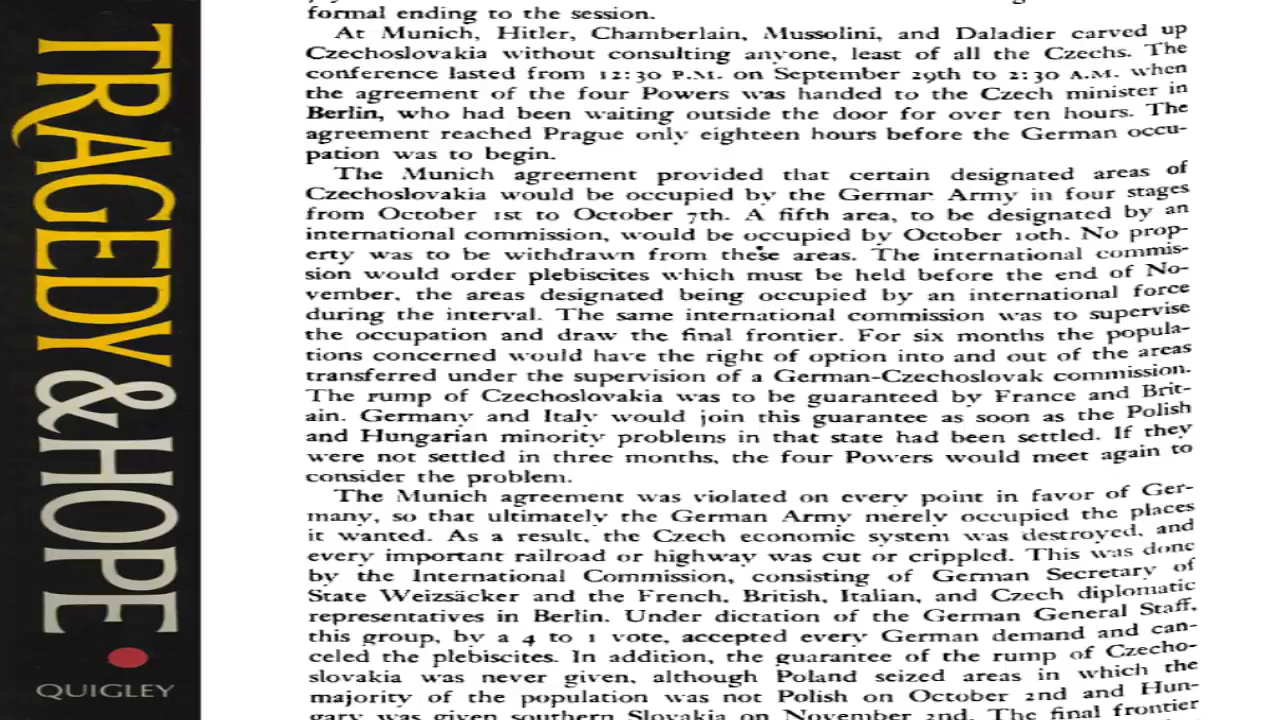 TRAGEDY & HOPE
QUIGLEY
formal ending to the session.
At Munich, Hitler, Chamberlain, Mussolini, and Daladier carved up
Czechoslovakia without consulting anyone, least of all the Czechs. The
conference lasted from 12:30 P.M. on September 29th to 2:30 A.M. when
the agreement of the four Powers was handed to the Czech minister in
Berlin, who had been waiting outside the door for over ten hours. The
agreement reached Prague only eighteen hours before the German occu-
pation was to begin.
The Munich agreement provided that certain designated areas of
Czechoslovakia would be occupied by the German Army in four stages
from October 1st to October 7th. A fifth area, to be designated by an
international commission, would be occupied by October 10th. No prop-
erty was to be withdrawn from these areas. The international commis-
sion would order plebiscites which must be held before the end of No-
vember, the areas designated being occupied by an international force
during the interval. The same international commission was to supervise
the occupation and draw the final frontier. For six months the popula-
tions concerned would have the right of option into and out of the areas
transferred under the supervision of a German-Czechoslovak commission.
The rump of Czechoslovakia was to be guaranteed by France and Brit-
ain. Germany and Italy would join this guarantee as soon as the Polish
and Hungarian minority problems in that state had been settled. If they
were not settled in three months, the four Powers would meet again to
consider the problem.
The Munich agreement was violated on every point in favor of Ger-
many, so that ultimately the German Army merely occupied the places
it wanted. As a result, the Czech economic system was destroyed, and
every important railroad or highway was cut or crippled. This was done
by the International Commission, consisting of German Secretary of
State Weizsäcker and the French, British, Italian, and Czech diplomatic
representatives in Berlin. Under dictation of the German General Staff,
this group, by a 4 to 1 vote, accepted every German demand and can-
celed the plebiscites. In addition, the guarantee of the rump of Czecho-
slovakia was never given, although Poland seized areas in which the
majority of the population was not Polish on October 2nd and Hun-
gary was given southern Slovakia on November 2nd. The final frontier